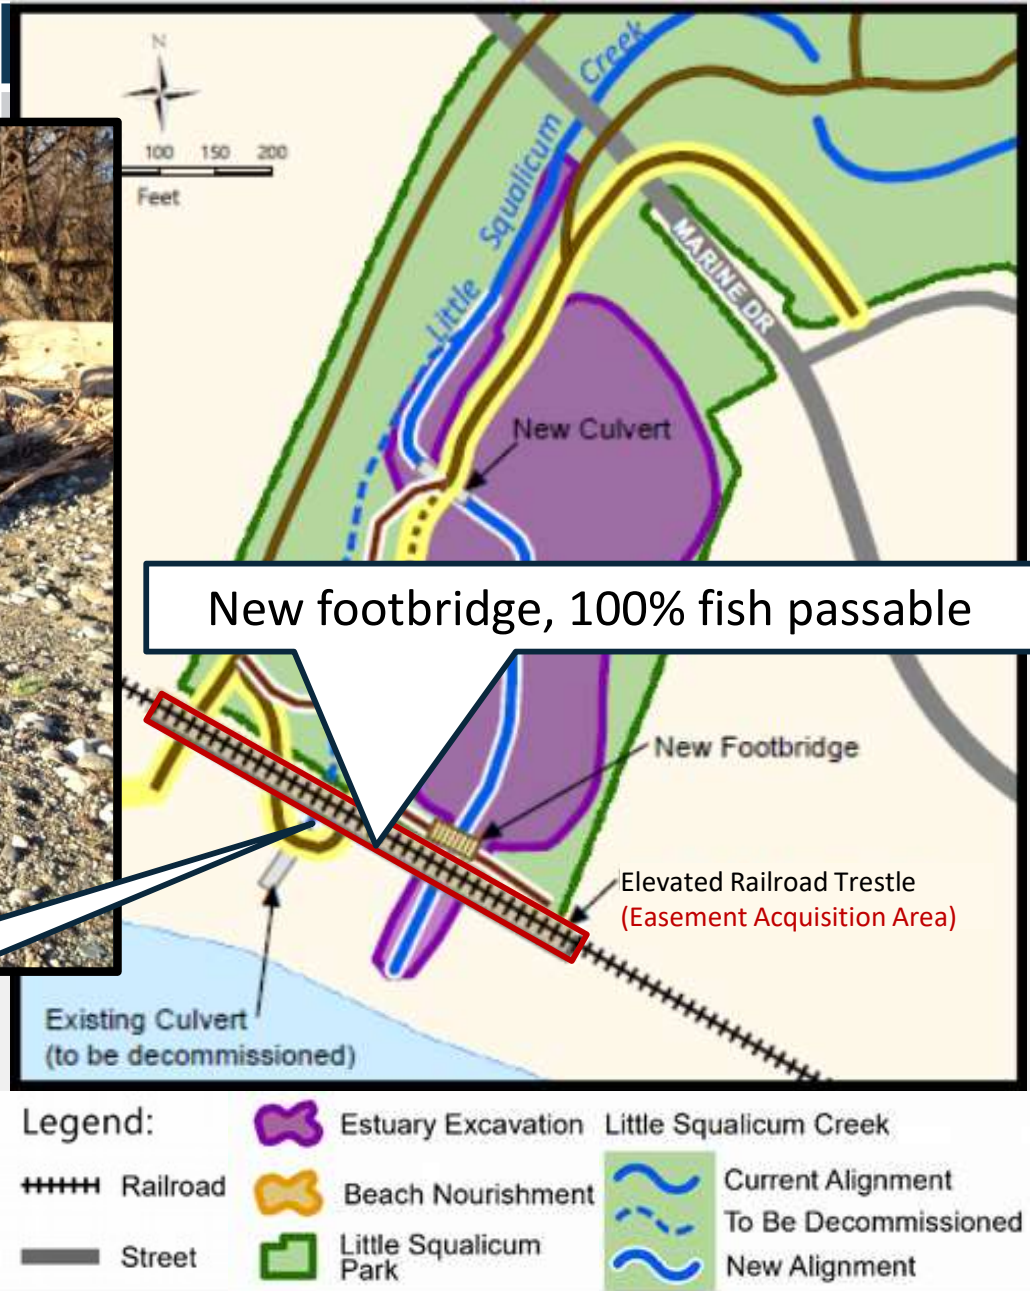 N
100 150 200
Feet
Little Squalicum Creek
MARINE DR
New Culvert
New footbridge, 100% fish passable
New Footbridge
Elevated Railroad Trestle
(Easement Acquisition Area)
Existing Culvert
(to be decommissioned)
Legend:
Railroad
Street
Estuary Excavation
Beach Nourishment
Little Squalicum
Park
Little Squalicum Creek
Current Alignment
To Be Decommissioned
New Alignment